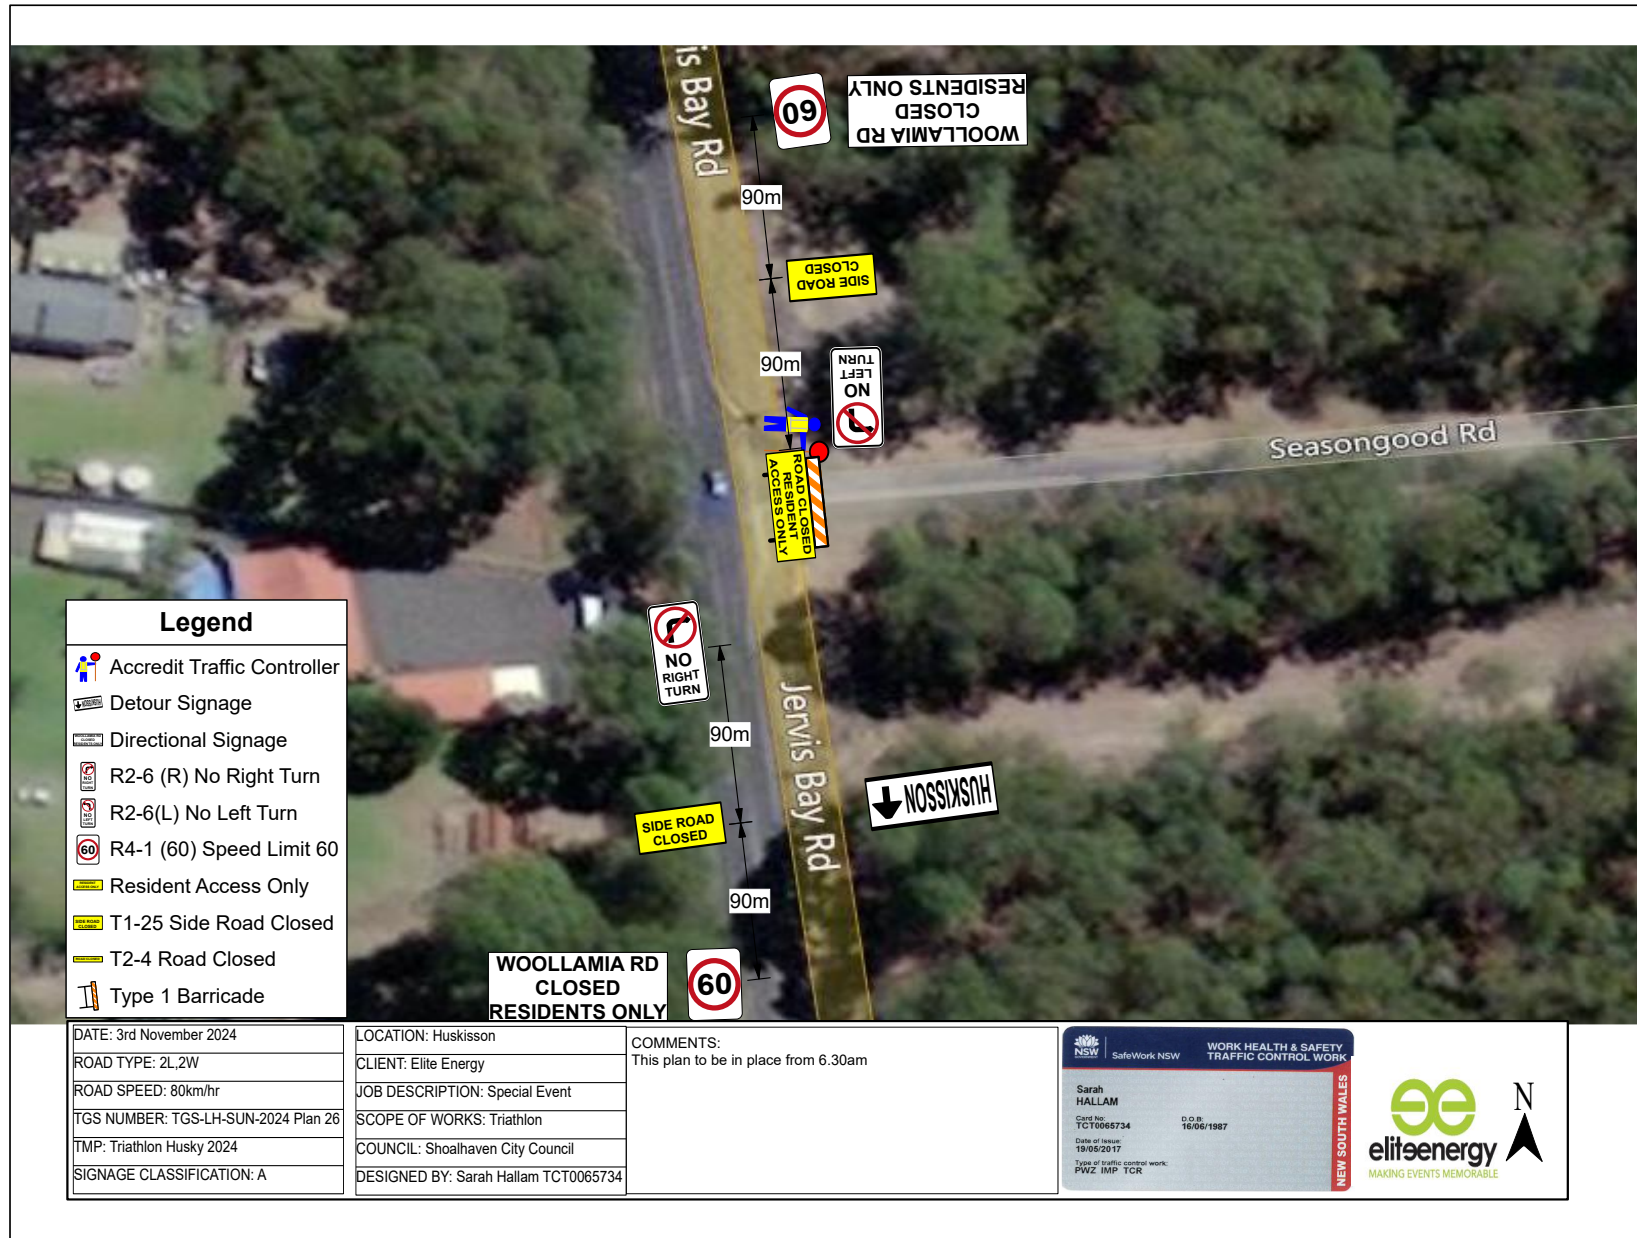 is Bay Rd
60
WOOLLAMIA RD
CLOSED
RESIDENTS ONLY
90m
SIDE ROAD
CLOSED
90m
NO
LEFT
TURN
Seasongood Rd
ROAD CLOSED
RESIDENT
ACCESS ONLY
NO
RIGHT
TURN
90m
Jervis Bay Rd
HUSKISSON
SIDE ROAD
CLOSED
90m
WOOLLAMIA RD
CLOSED
RESIDENTS ONLY
60
Legend
Accredit Traffic Controller
Detour Signage
Directional Signage
R2-6 (R) No Right Turn
R2-6(L) No Left Turn
60
R4-1 (60) Speed Limit 60
Resident Access Only
T1-25 Side Road Closed
T2-4 Road Closed
Type 1 Barricade
DATE: 3rd November 2024
ROAD TYPE: 2L,2W
ROAD SPEED: 80km/hr
TGS NUMBER: TGS-LH-SUN-2024 Plan 26
TMP: Triathlon Husky 2024
SIGNAGE CLASSIFICATION: A
LOCATION: Huskisson
CLIENT: Elite Energy
JOB DESCRIPTION: Special Event
SCOPE OF WORKS: Triathlon
COUNCIL: Shoalhaven City Council
DESIGNED BY: Sarah Hallam TCT0065734
COMMENTS:
This plan to be in place from 6.30am
NSW
SafeWork NSW
WORK HEALTH & SAFETY
TRAFFIC CONTROL WORK
Sarah
HALLAM
Card No:
TCT0065734
D.O.B:
16/06/1987
Date of Issue:
19/05/2017
Type of traffic control work:
PWZ IMP TCR
NEW SOUTH WALES
eliteenergy
MAKING EVENTS MEMORABLE
N